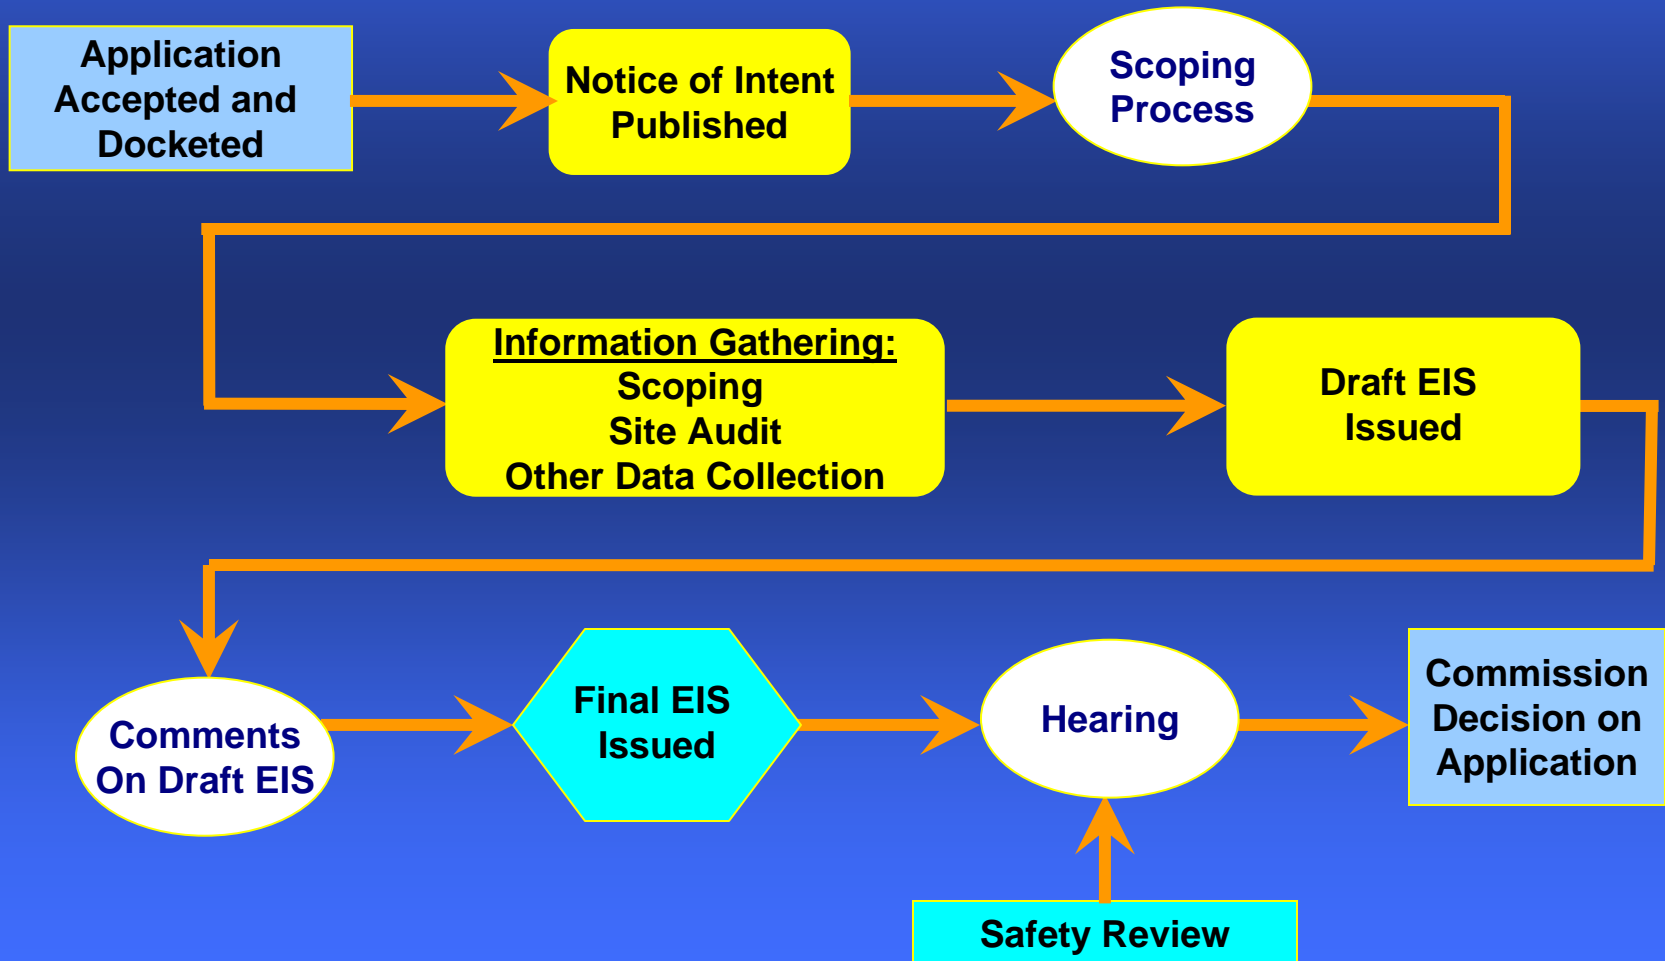 Application
Accepted and
Docketed
Notice of Intent
Published
Scoping
Process
Information Gathering:
Scoping
Site Audit
Other Data Collection
Draft EIS
Issued
Comments
On Draft EIS
Final EIS
Issued
Hearing
Commission
Decision on
Application
Safety Review